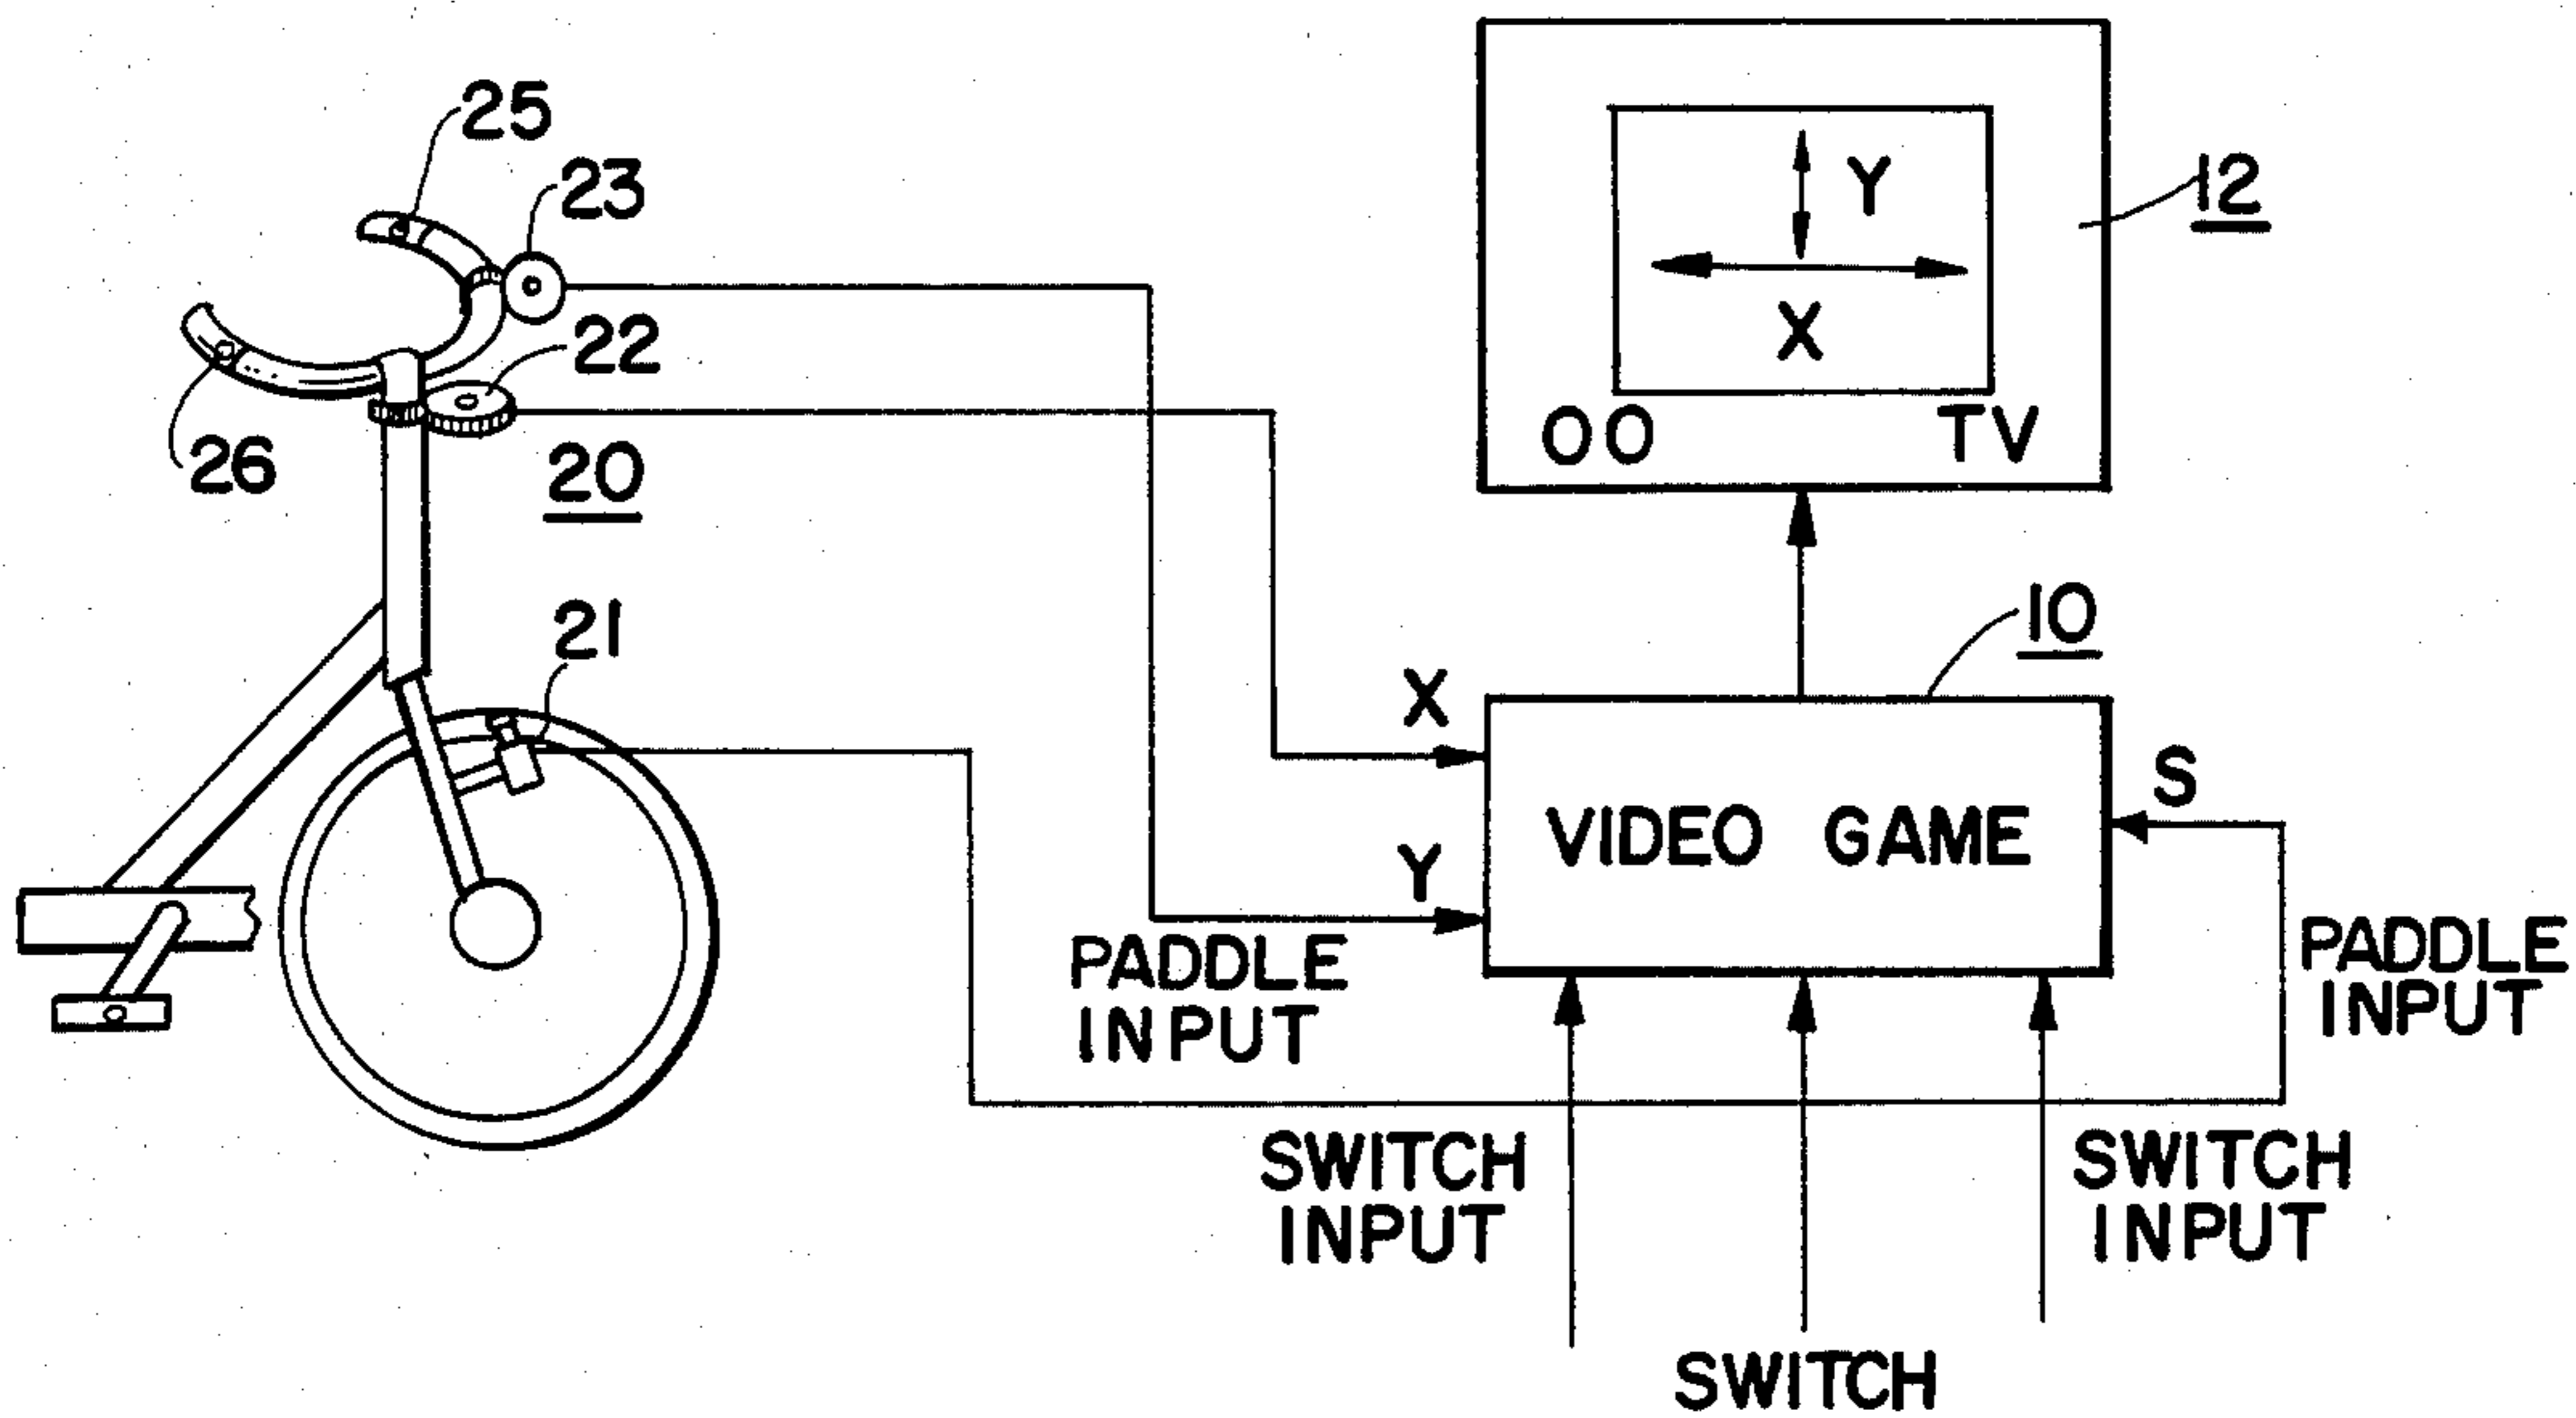 25
23
22
26
20
21
Y
X
12
OO
TV
10
X
Y
S
VIDEO GAME
PADDLE
INPUT
PADDLE
INPUT
SWITCH
INPUT
SWITCH
INPUT
SWITCH